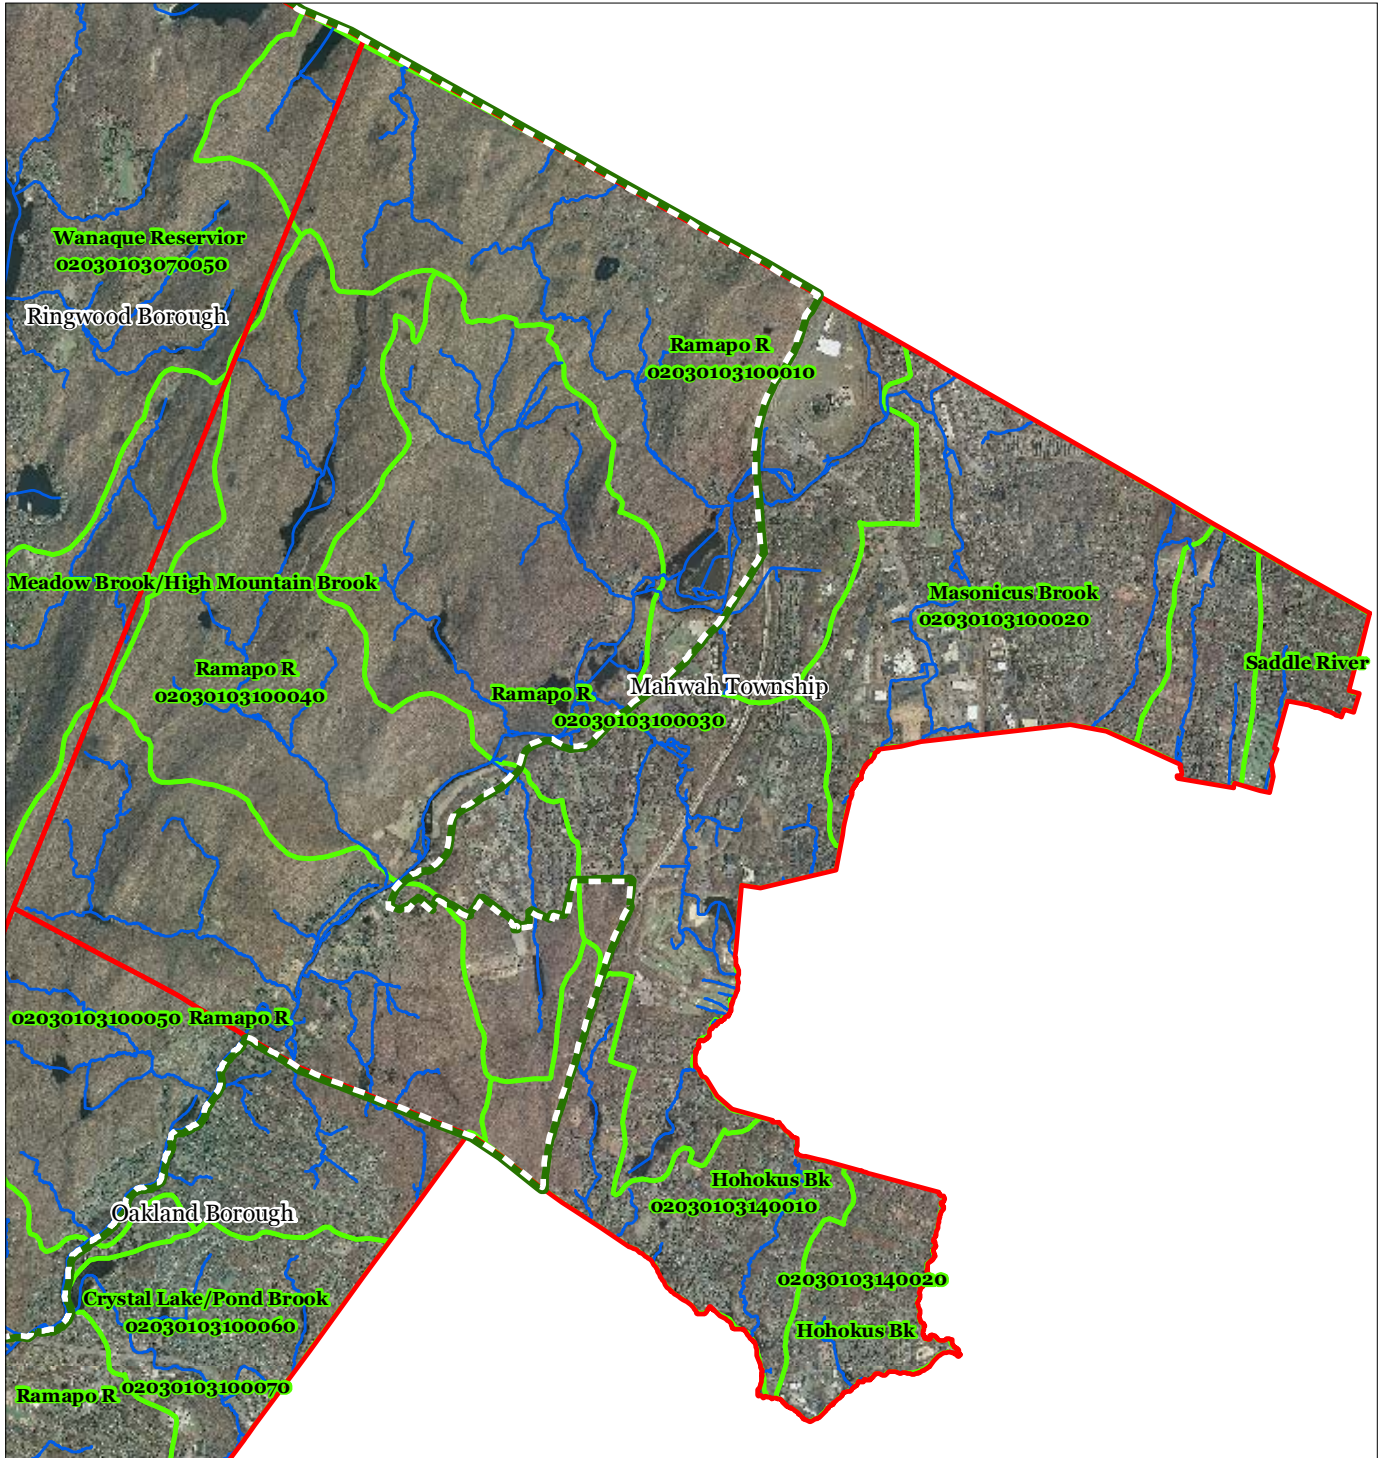 Wanaque Reservior
02030103070050
Ringwood Borough
Ramapo R
02030103100010
Meadow Brook/High Mountain Brook
Masonicus Brook
02030103100020
Saddle River
Ramapo R
02030103100040
Ramapo R
02030103100030
Mahwah Township
02030103100050 Ramapo R
Hohokus Bk
02030103140010
Oakland Borough
02030103140020
Hohokus Bk
Crystal Lake/Pond Brook
02030103100060
Ramapo R 02030103100070